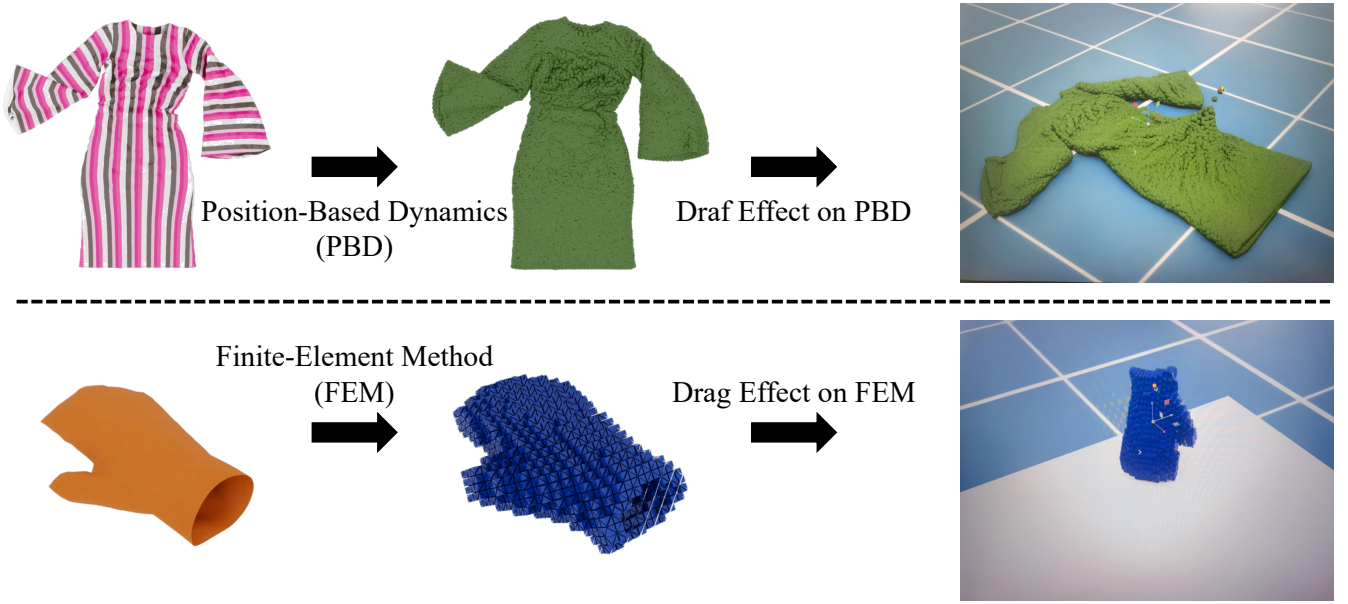 Position-Based Dynamics
(PBD)
Draf Effect on PBD
Finite-Element Method
(FEM)
Drag Effect on FEM